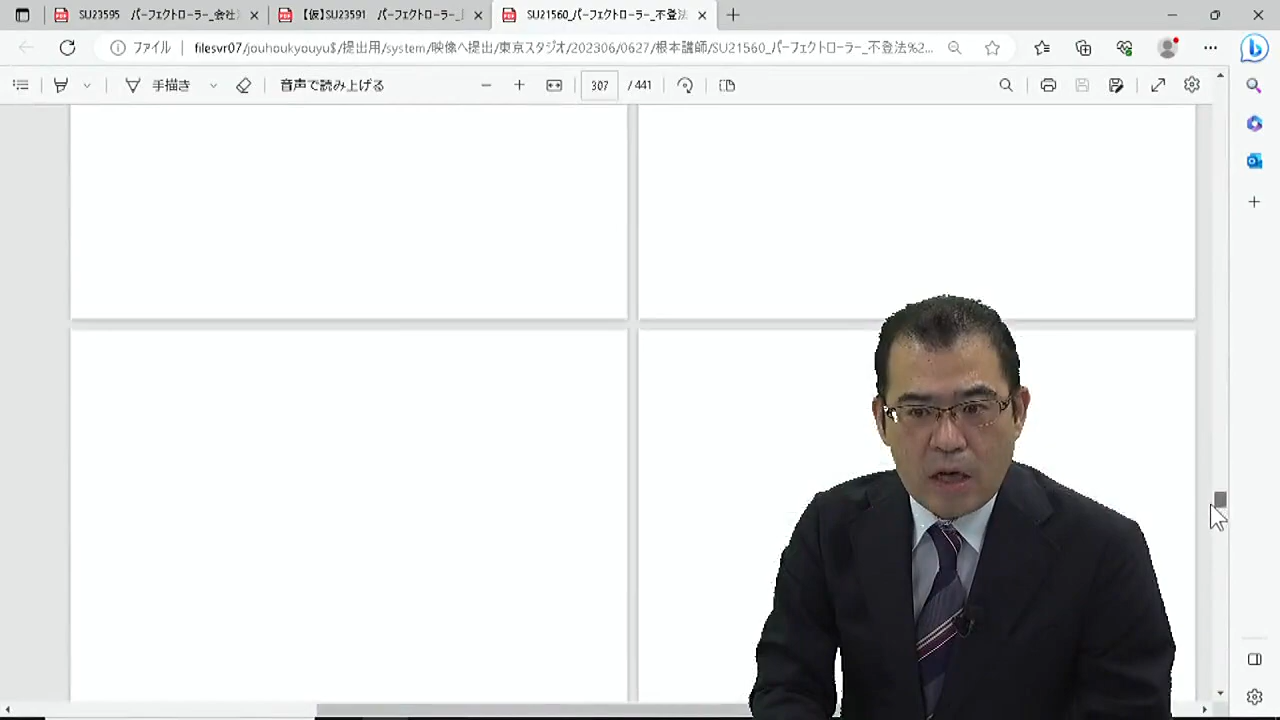 SU23595　パーフェクトローラー_会社
【仮】SU23591　パーフェクトローラー_
SU21560_パーフェクトローラー_不登法
ファイル
filesvr07/jouhoukyouyu$/提出用/system/映像へ提出/東京スタジオ/202306/0627/根本講師/SU21560_パーフェクトローラー_不登法%2...
手書き
音声で読み上げる
307
/ 441